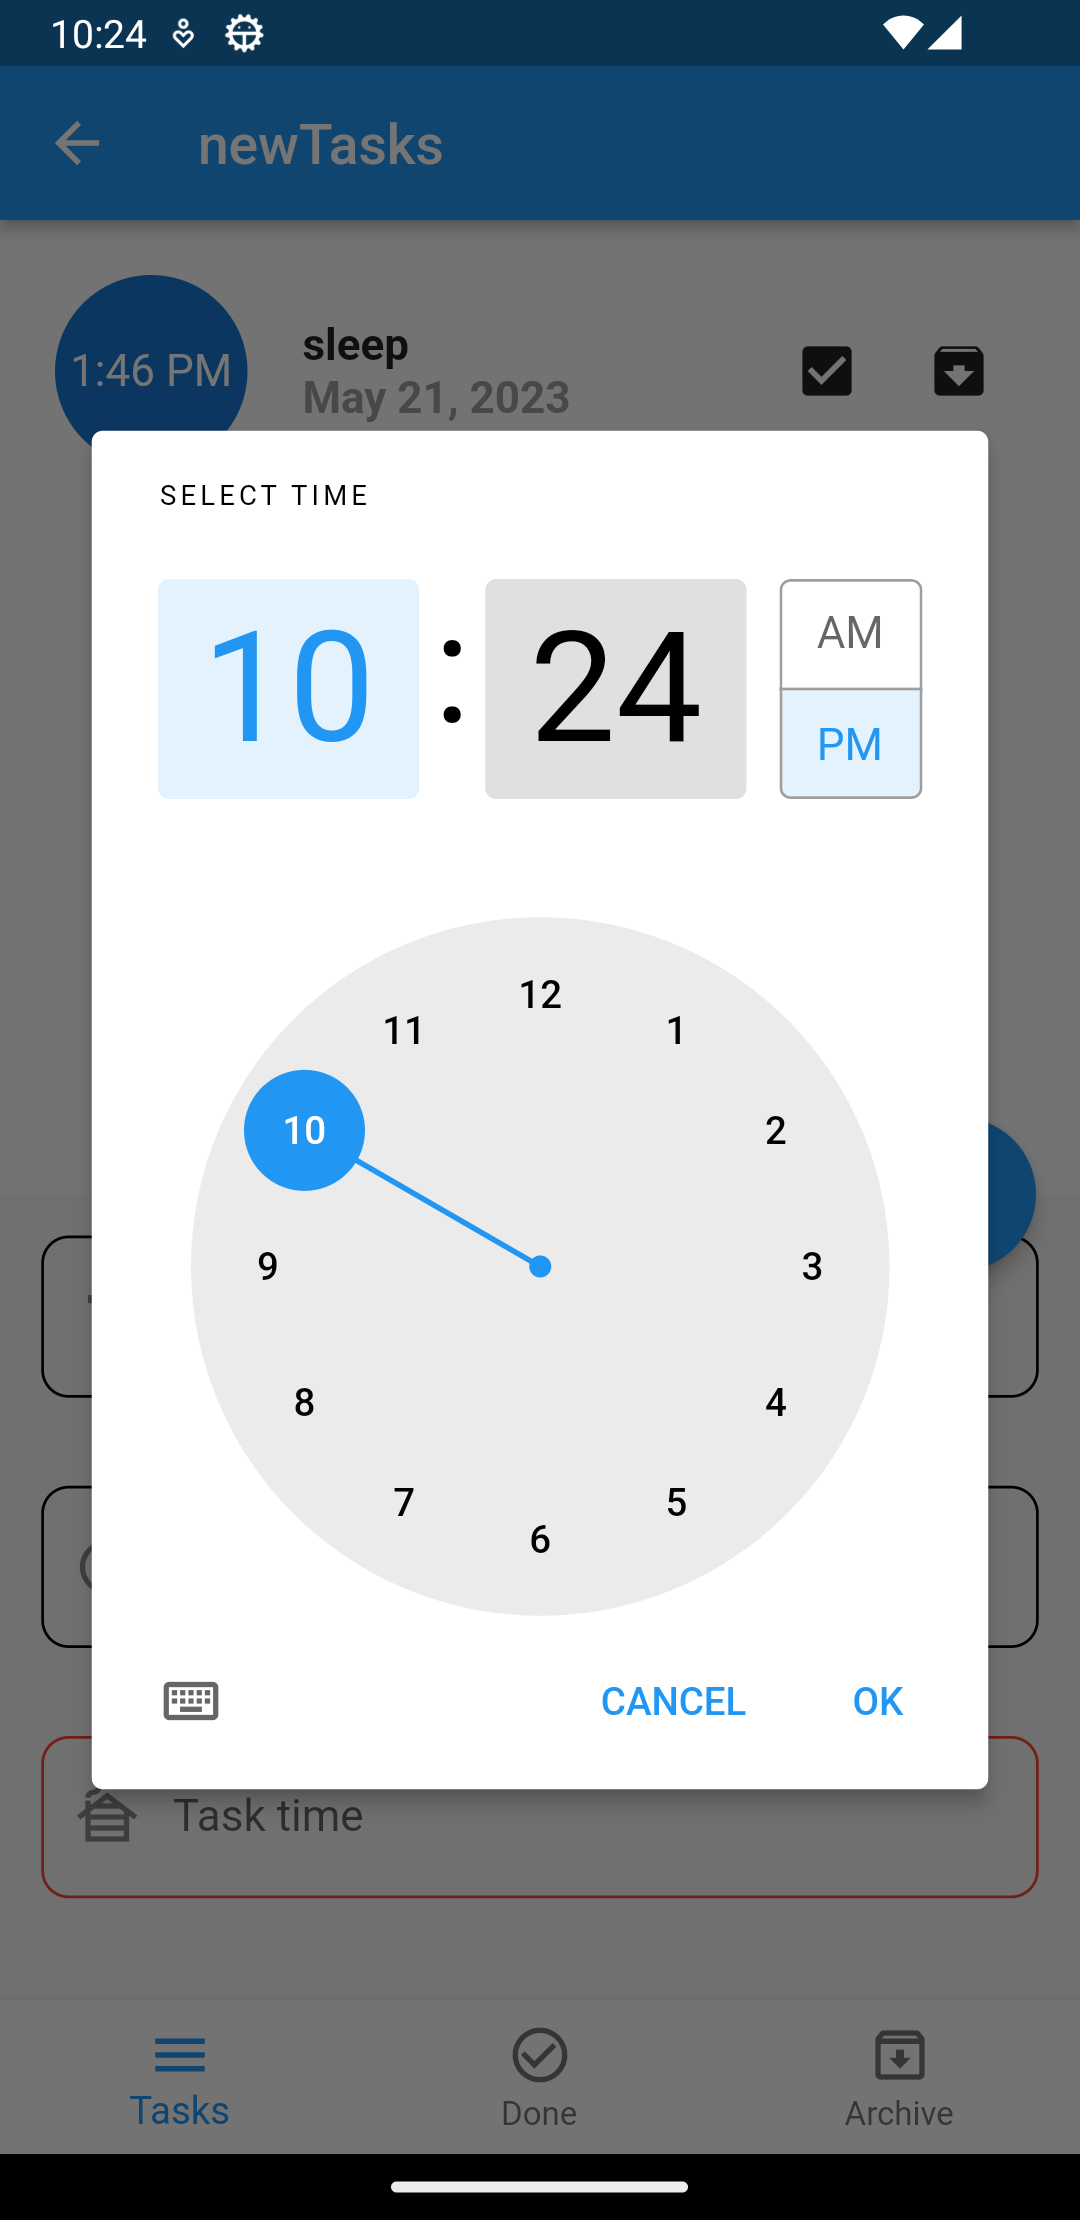 10:24
newTasks
1:46 PM
sleep
May 21, 2023
SELECT TIME
10 : 24
AM
PM
12
11
1
10
2
9
3
8
4
7
5
6
CANCEL
OK
Task time
Tasks
Done
Archive